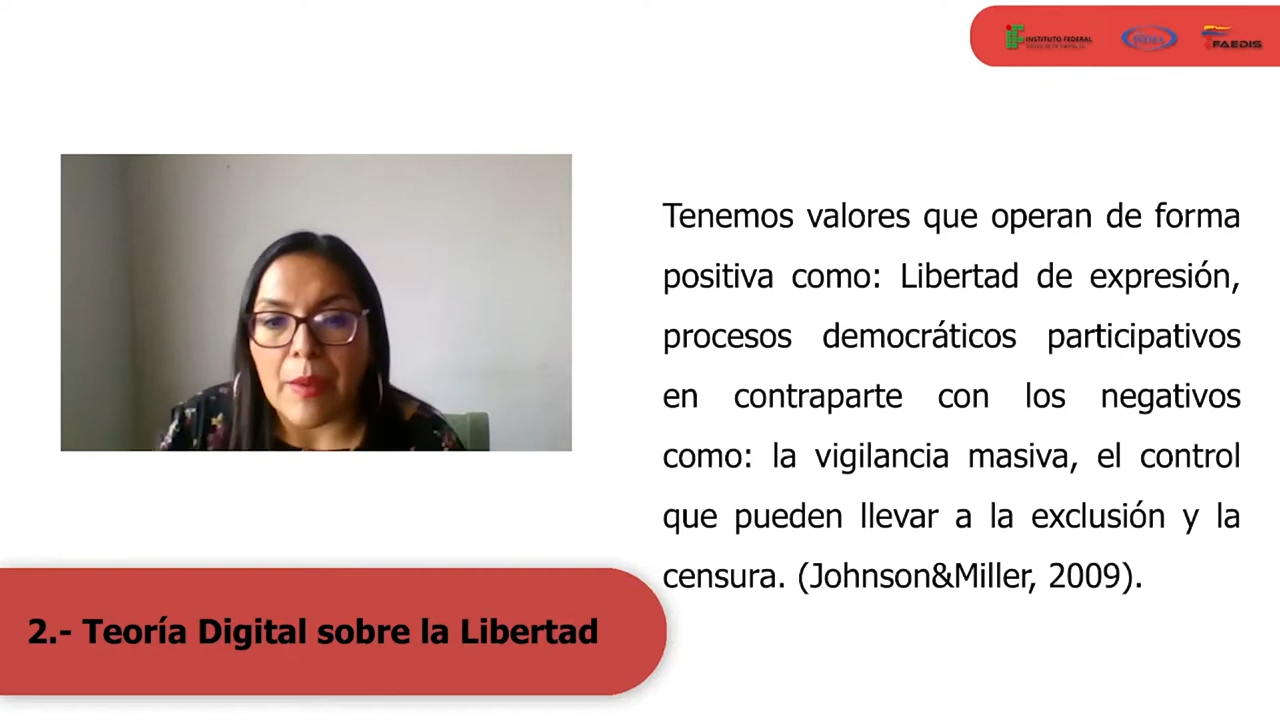 INSTITUTO FEDERAL
FAEDIS
Tenemos valores que operan de forma
positiva como: Libertad de expresión,
procesos democráticos participativos
en contraparte con los negativos
como: la vigilancia masiva, el control
que pueden llevar a la exclusión y la
censura. (Johnson&Miller, 2009).
2.- Teoría Digital sobre la Libertad